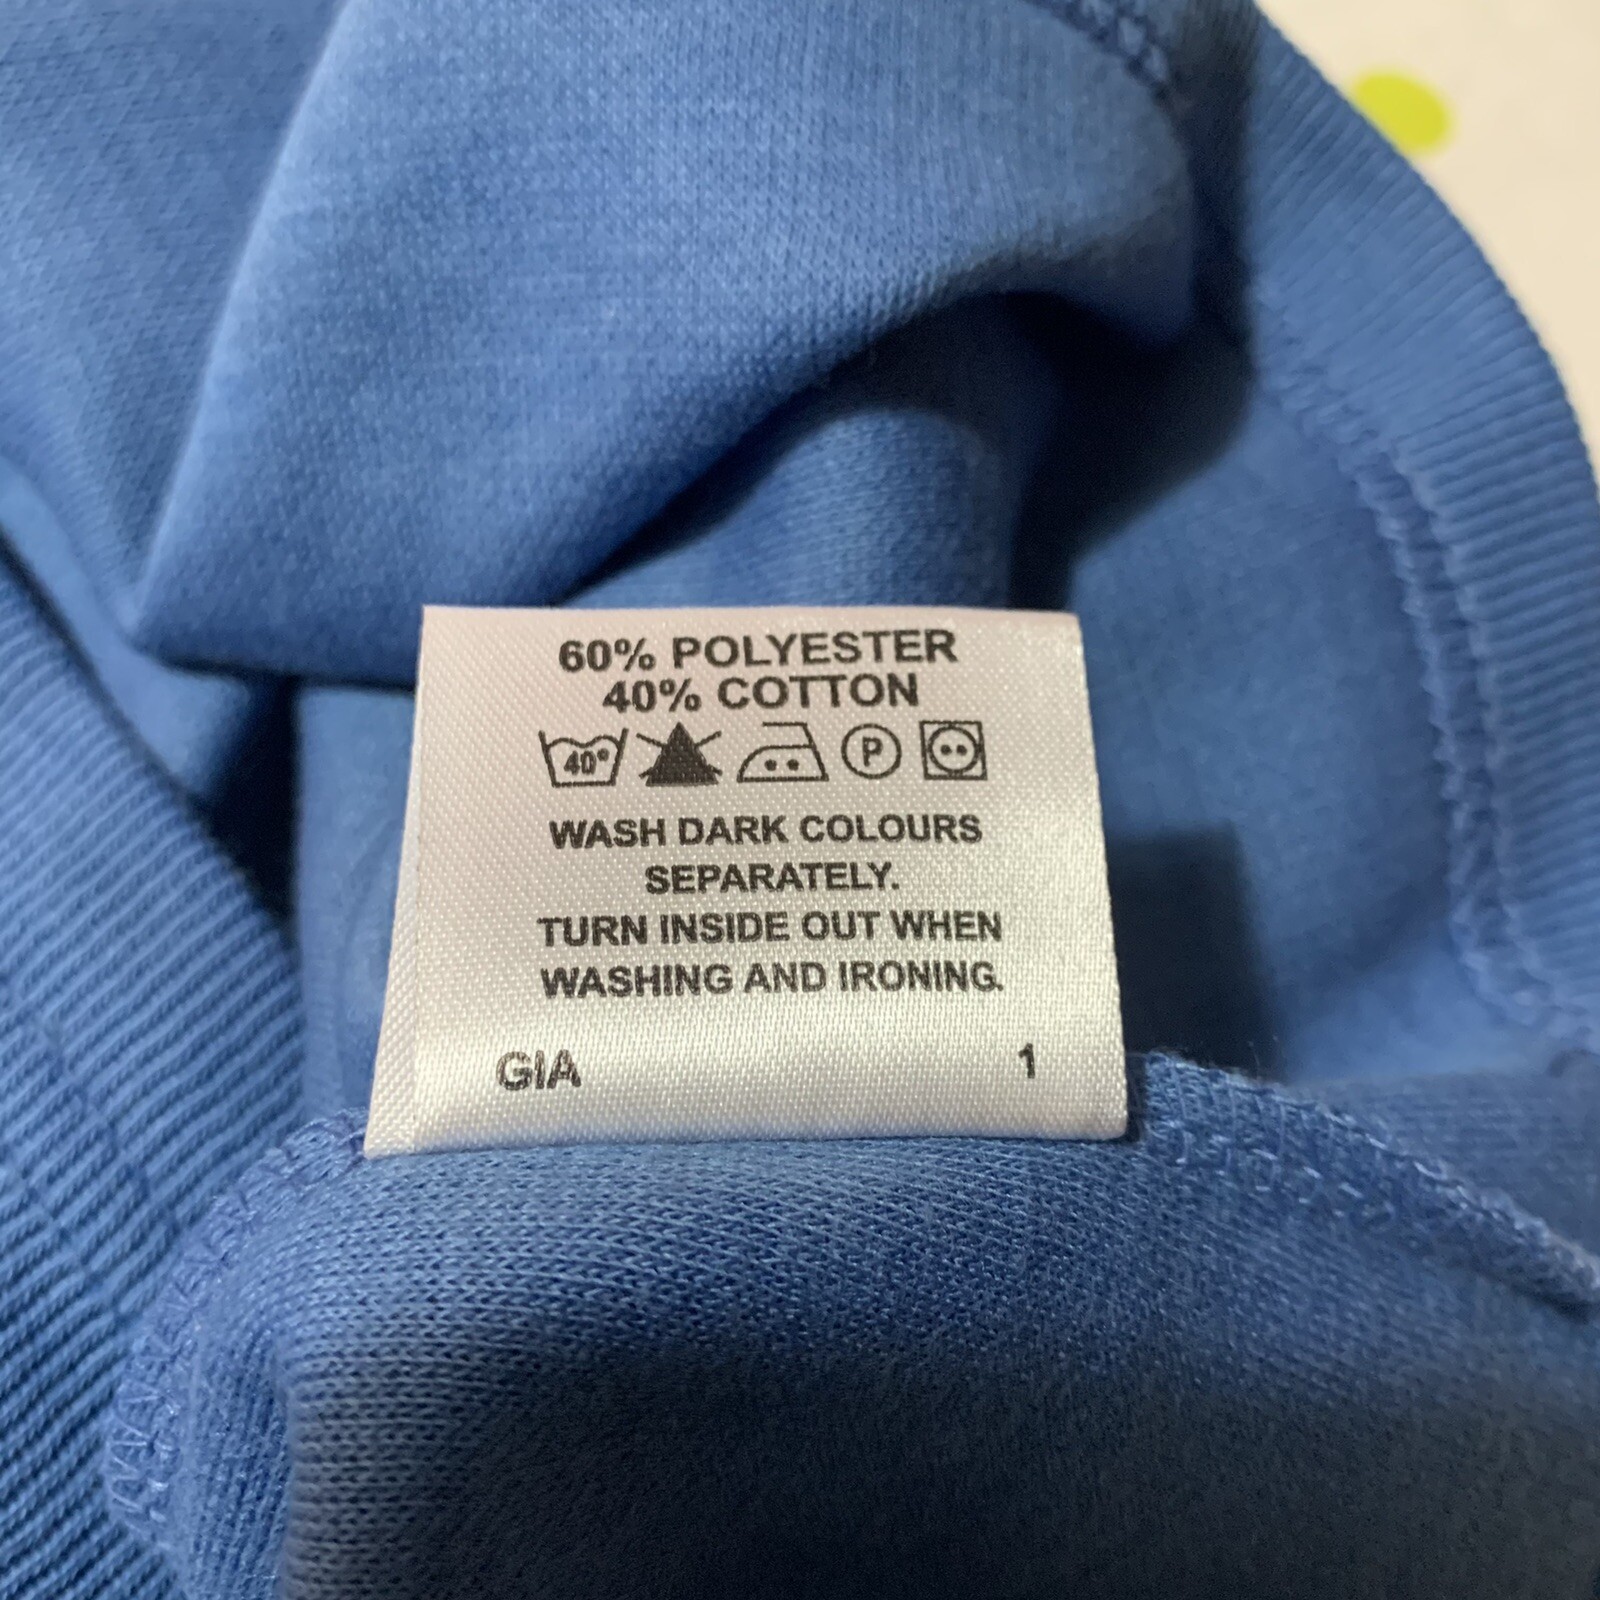 60% POLYESTER
40% COTTON
40° P
WASH DARK COLOURS
SEPARATELY.
TURN INSIDE OUT WHEN
WASHING AND IRONING.
GIA 1